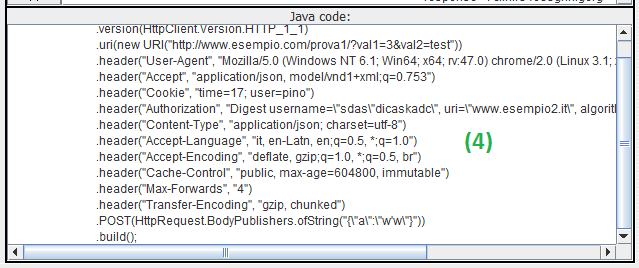 Java code:
.version(HttpClient.Version.HTTP_1_1)
.uri(new URI("http://www.esempio.com/prova1/?val1=3&val2=test"))
.header("User-Agent", "Mozilla/5.0 (Windows NT 6.1; Win64; x64; rv:47.0) chrome/2.0 (Linux 3.1;
.header("Accept", "application/json, model/vnd1+xml;q=0.753")
.header("Cookie", "time=17; user=pino")
.header("Authorization", "Digest username=\"sdas\"dicaskadc\", uri=\"www.esempio2.it\", algorit
.header("Content-Type", "application/json; charset=utf-8")
.header("Accept-Language", "it, en-Latn, en;q=0.5, *;q=1.0")
(4)
.header("Accept-Encoding", "deflate, gzip;q=1.0, *;q=0.5, br")
.header("Cache-Control", "public, max-age=604800, immutable")
.header("Max-Forwards", "4")
.header("Transfer-Encoding", "gzip, chunked")
.POST(HttpRequest.BodyPublishers.ofString("{\"a\":\"w'w\"}"))
.build();